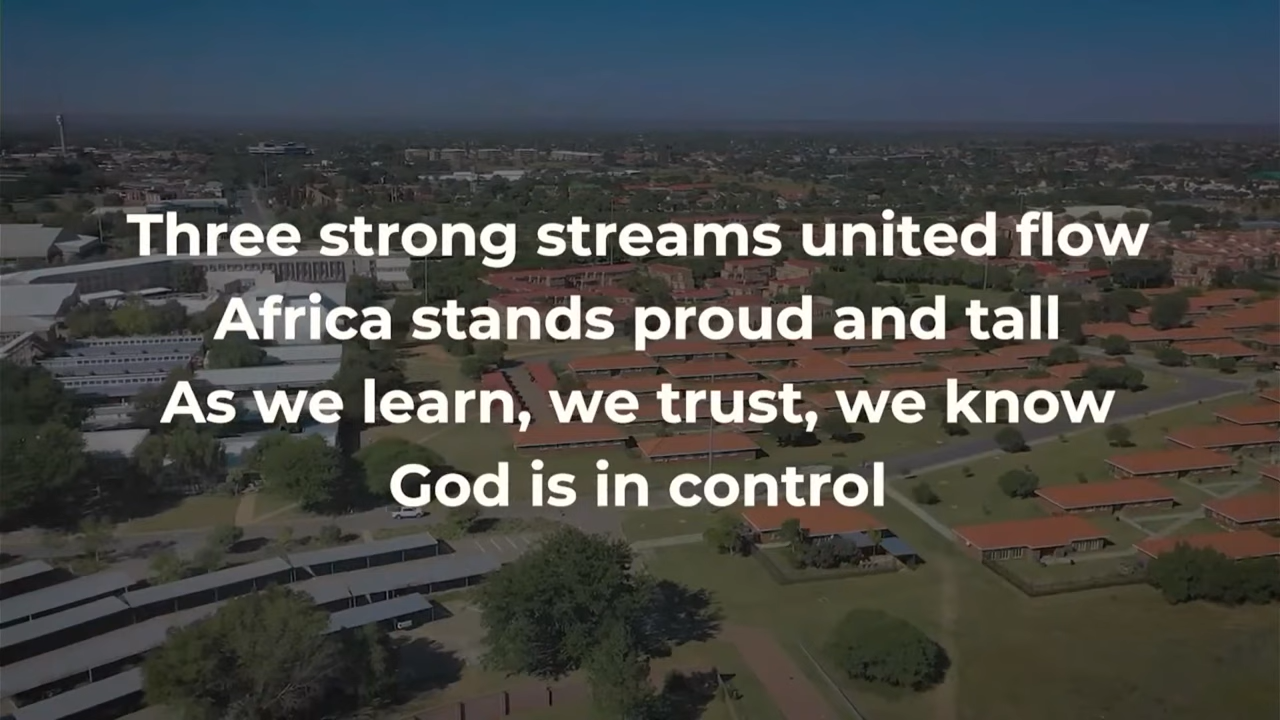 Three strong streams united flow
Africa stands proud and tall
As we learn, we trust, we know
God is in control